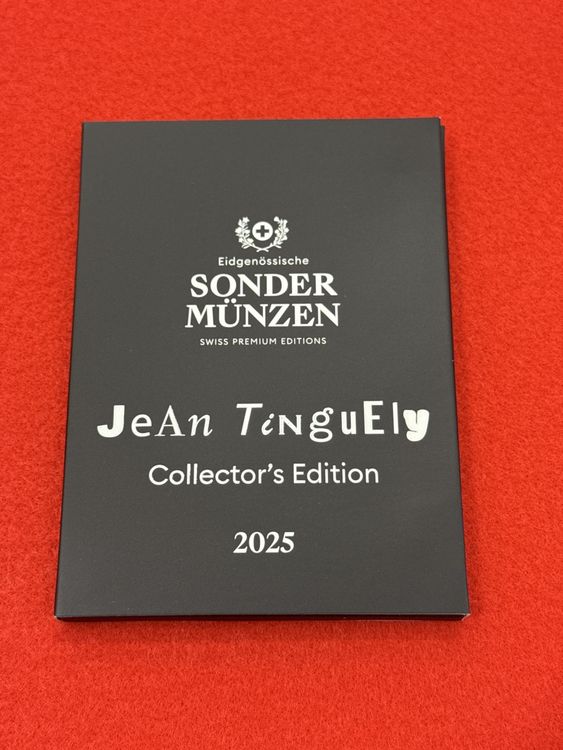 Eidgenössische
SONDER
MÜNZEN
SWISS PREMIUM EDITIONS
JeAn TiNguEly
Collector's Edition
2025